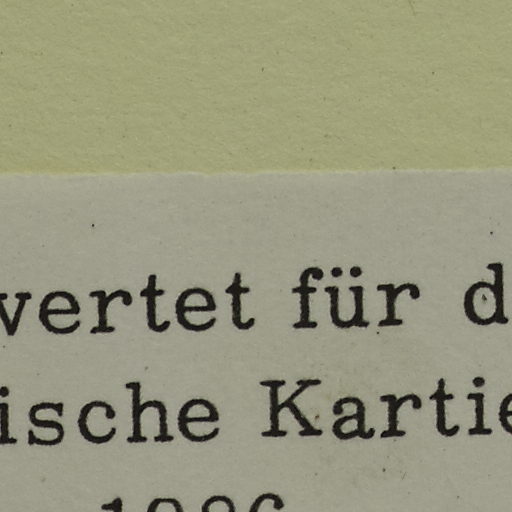 vertet für d
ische Kartie